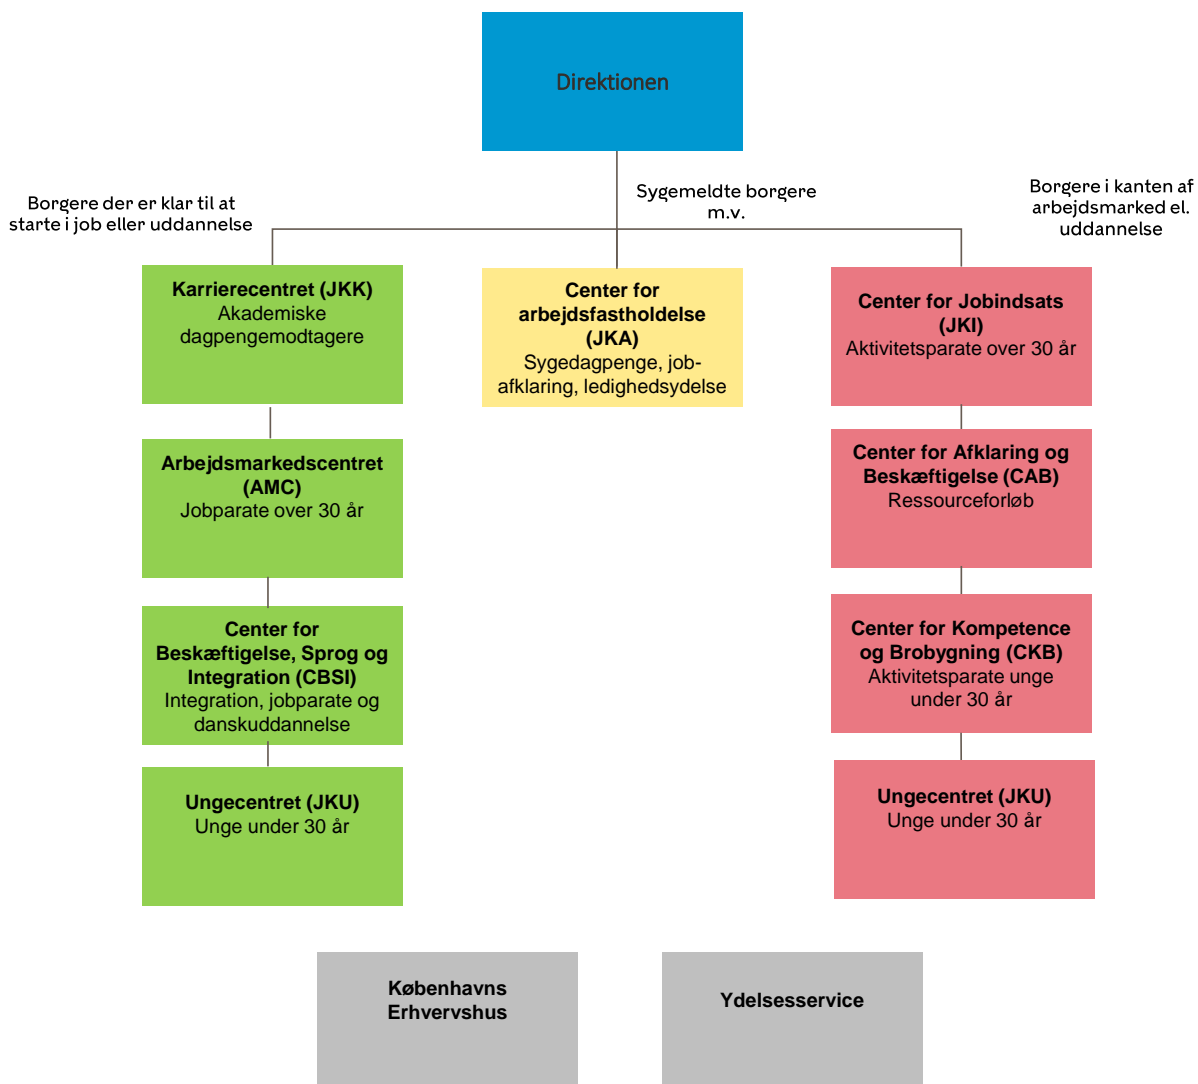 Direktionen
Borgere der er klar til at
starte i job eller uddannelse
Sygemeldte borgere
m.v.
Borgere i kanten af
arbejdsmarked el.
uddannelse
Karrierecentret (JKK)
Akademiske
dagpengemodtagere
Arbejdsmarkedscentret
(AMC)
Jobparate over 30 år
Center for
Beskæftigelse, Sprog og
Integration (CBSI)
Integration, jobparate og
danskuddannelse
Ungecentret (JKU)
Unge under 30 år
Center for
arbejdsfastholdelse
(JKA)
Sygedagpenge, job-
afklaring, ledighedsydelse
Center for Jobindsats
(JKI)
Aktivitetsparate over 30 år
Center for Afklaring og
Beskæftigelse (CAB)
Ressourceforløb
Center for Kompetence
og Brobygning (CKB)
Aktivitetsparate unge
under 30 år
Ungecentret (JKU)
Unge under 30 år
Københavns
Erhvervshus
Ydelsesservice